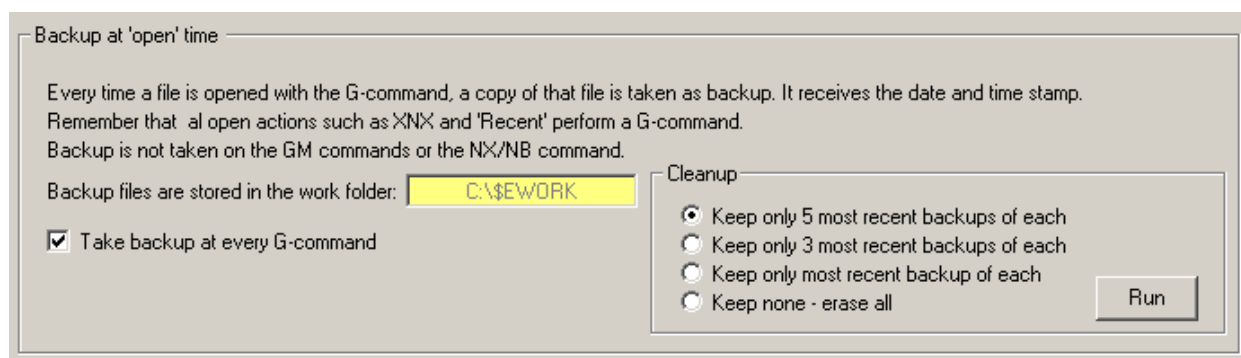 Backup at 'open' time
Every time a file is opened with the G-command, a copy of that file is taken as backup. It receives the date and time stamp.
Remember that  al open actions such as XNX and 'Recent' perform a G-command.
Backup is not taken on the GM commands or the NX/NB command.
Backup files are stored in the work folder: C:\$EWORK
Take backup at every G-command
Cleanup
Keep only 5 most recent backups of each
Keep only 3 most recent backups of each
Keep only most recent backup of each
Keep none - erase all
Run